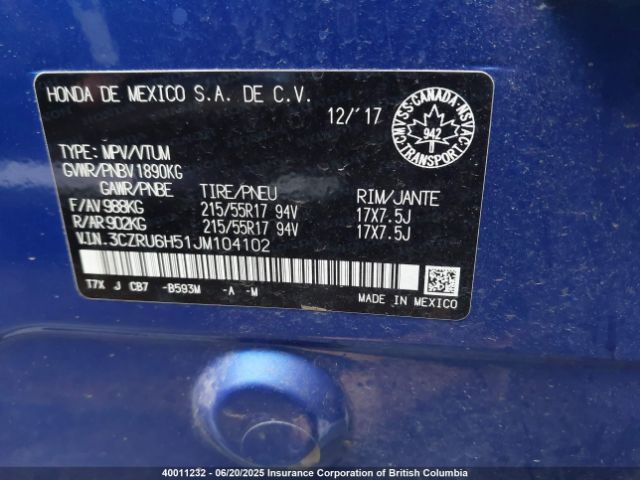 HONDA DE MEXICO S.A. DE C.V.
12/'17
CMVSS-CANADA-NSVAC
942
TRANSPORT
TYPE: MPV/VTUM
GVWR/PNBV 1890KG
GAWR/PNBE TIRE/PNEU RIM/JANTE
F/AV 988KG 215/55R17 94V 17X7.5J
R/AR 902KG 215/55R17 94V 17X7.5J
V.I.N. 3CZRU6H51JM104102
T7X J CB7 -B593M -A -M
MADE IN MEXICO
40011232 - 06/20/2025 Insurance Corporation of British Columbia